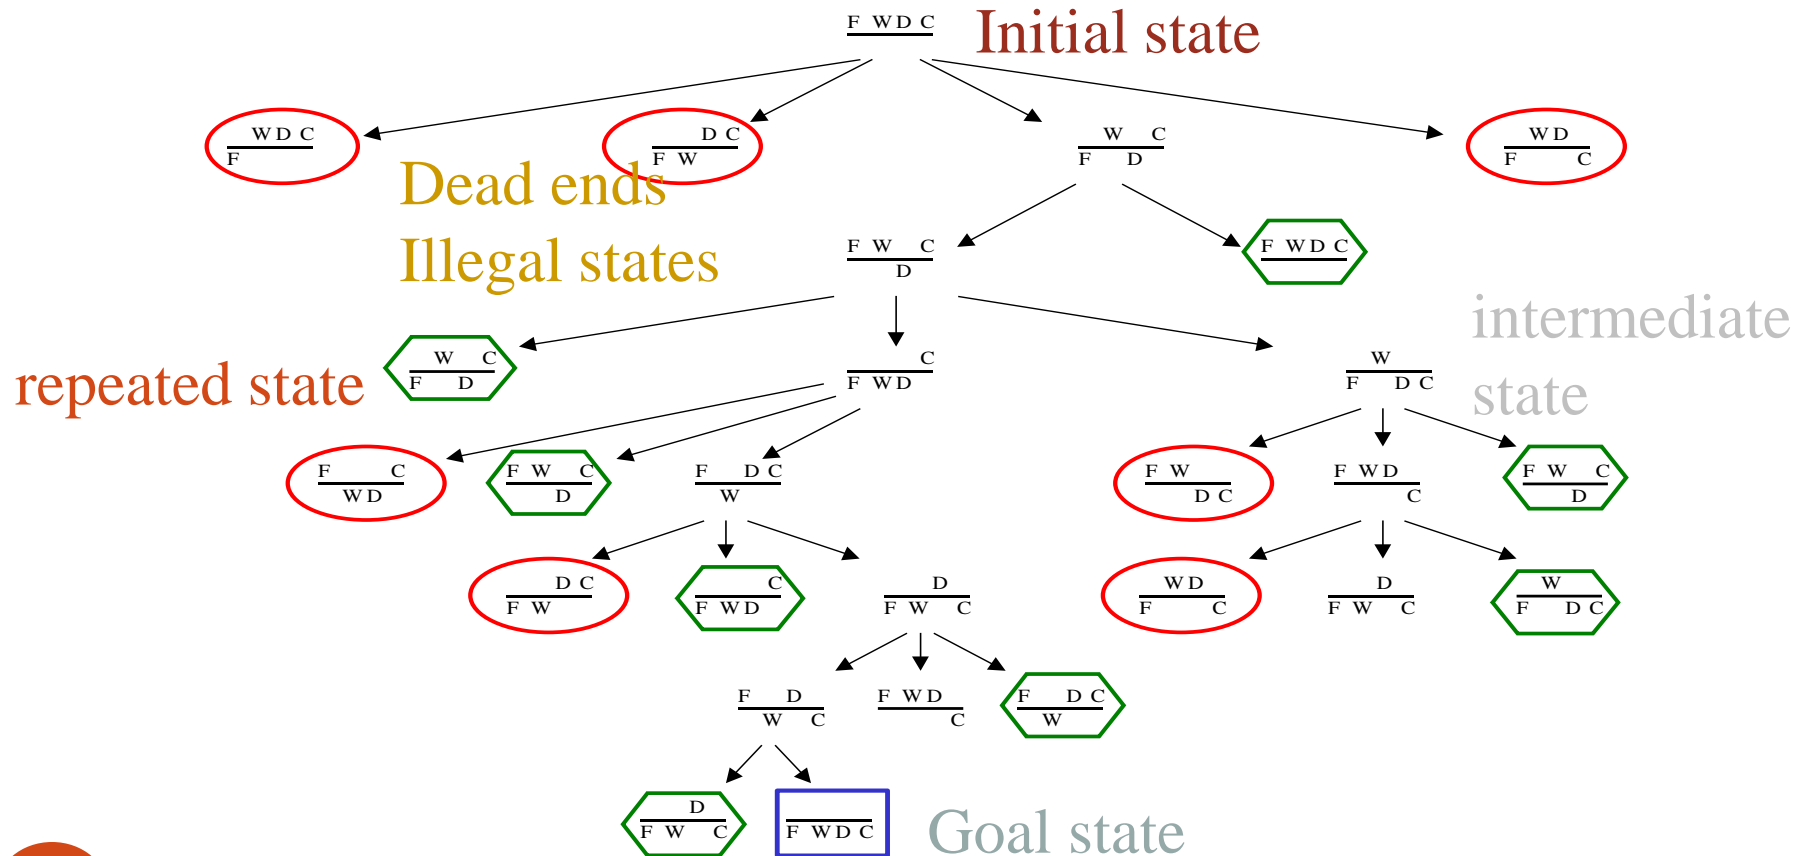 F WD C
Initial state
WD C
F
D C
F W
W C
F D
WD
F C
Dead ends
Illegal states
F W C
D
F WD C
intermediate
state
repeated state
W C
F D
C
F WD
W
F D C
F C
WD
F W C
D
F D C
W
F W
D C
F WD
C
F W C
D
D C
F W
C
F WD
D
F W C
WD
F C
D
F W C
W
F D C
F D
W C
F WD
C
F D C
W
D
F W C
F WD C
Goal state